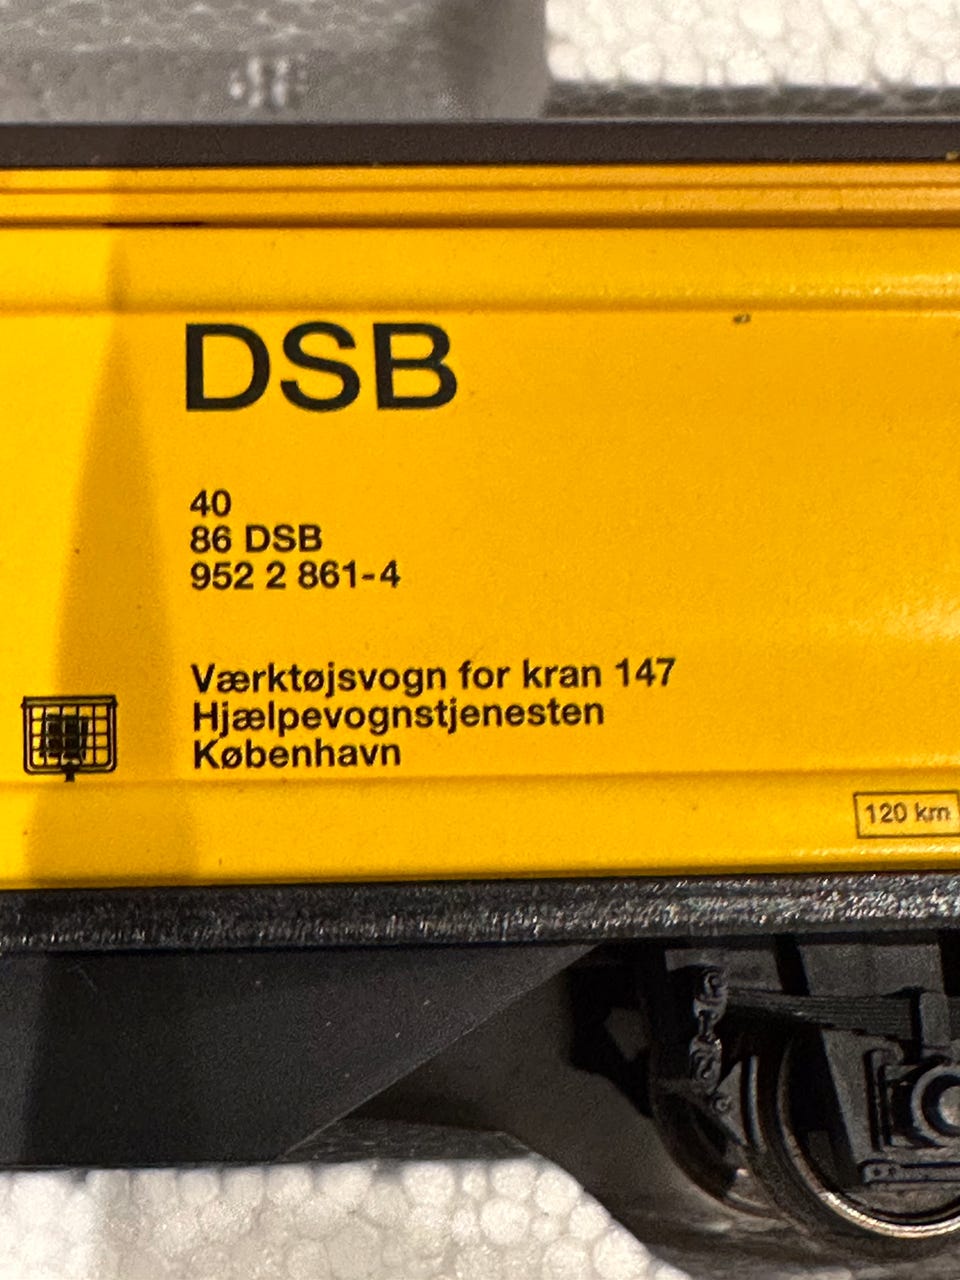 DSB
40
86 DSB
952 2 861-4
Værktøjsvogn for kran 147
Hjælpevognstjenesten
København
120 km